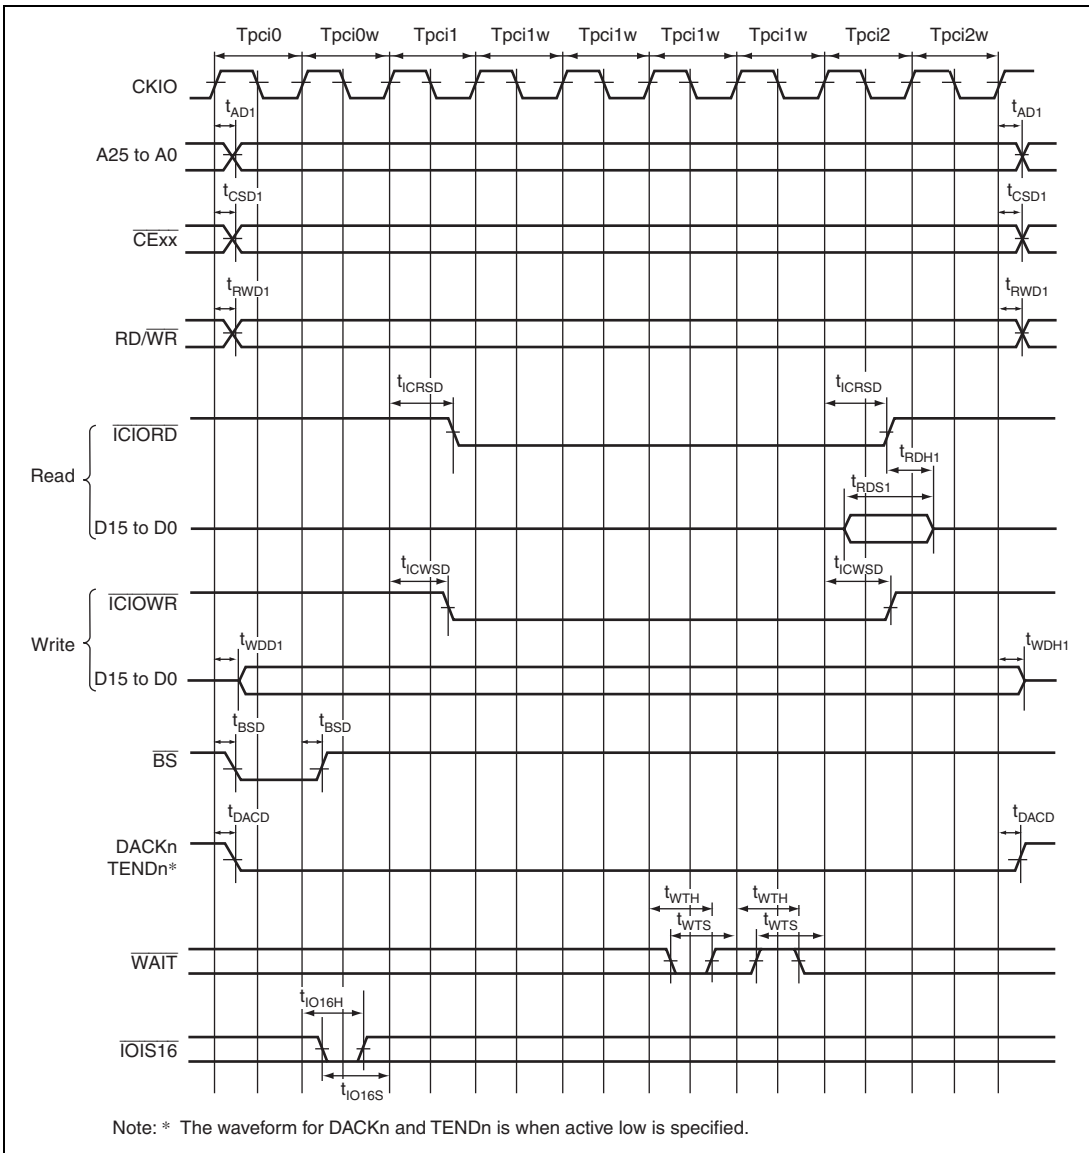 Tpci0 Tpci0w Tpci1 Tpci1w Tpci1w Tpci1w Tpci1w Tpci2 Tpci2w
CKIO
tAD1 tAD1
A25 to A0
tCSD1 tCSD1
CExx
tRWD1 tRWD1
RD/WR
tICRSD tICRSD
ICIORD
tRDH1
Read
tRDS1
D15 to D0
tICWSD tICWSD
ICIOWR
Write
tWDD1 tWDH1
D15 to D0
tBSD tBSD
BS
tDACD tDACD
DACKn
TENDn*
tWTH tWTH
tWTS tWTS
WAIT
tIO16H
IOIS16
tIO16S
Note: * The waveform for DACKn and TENDn is when active low is specified.